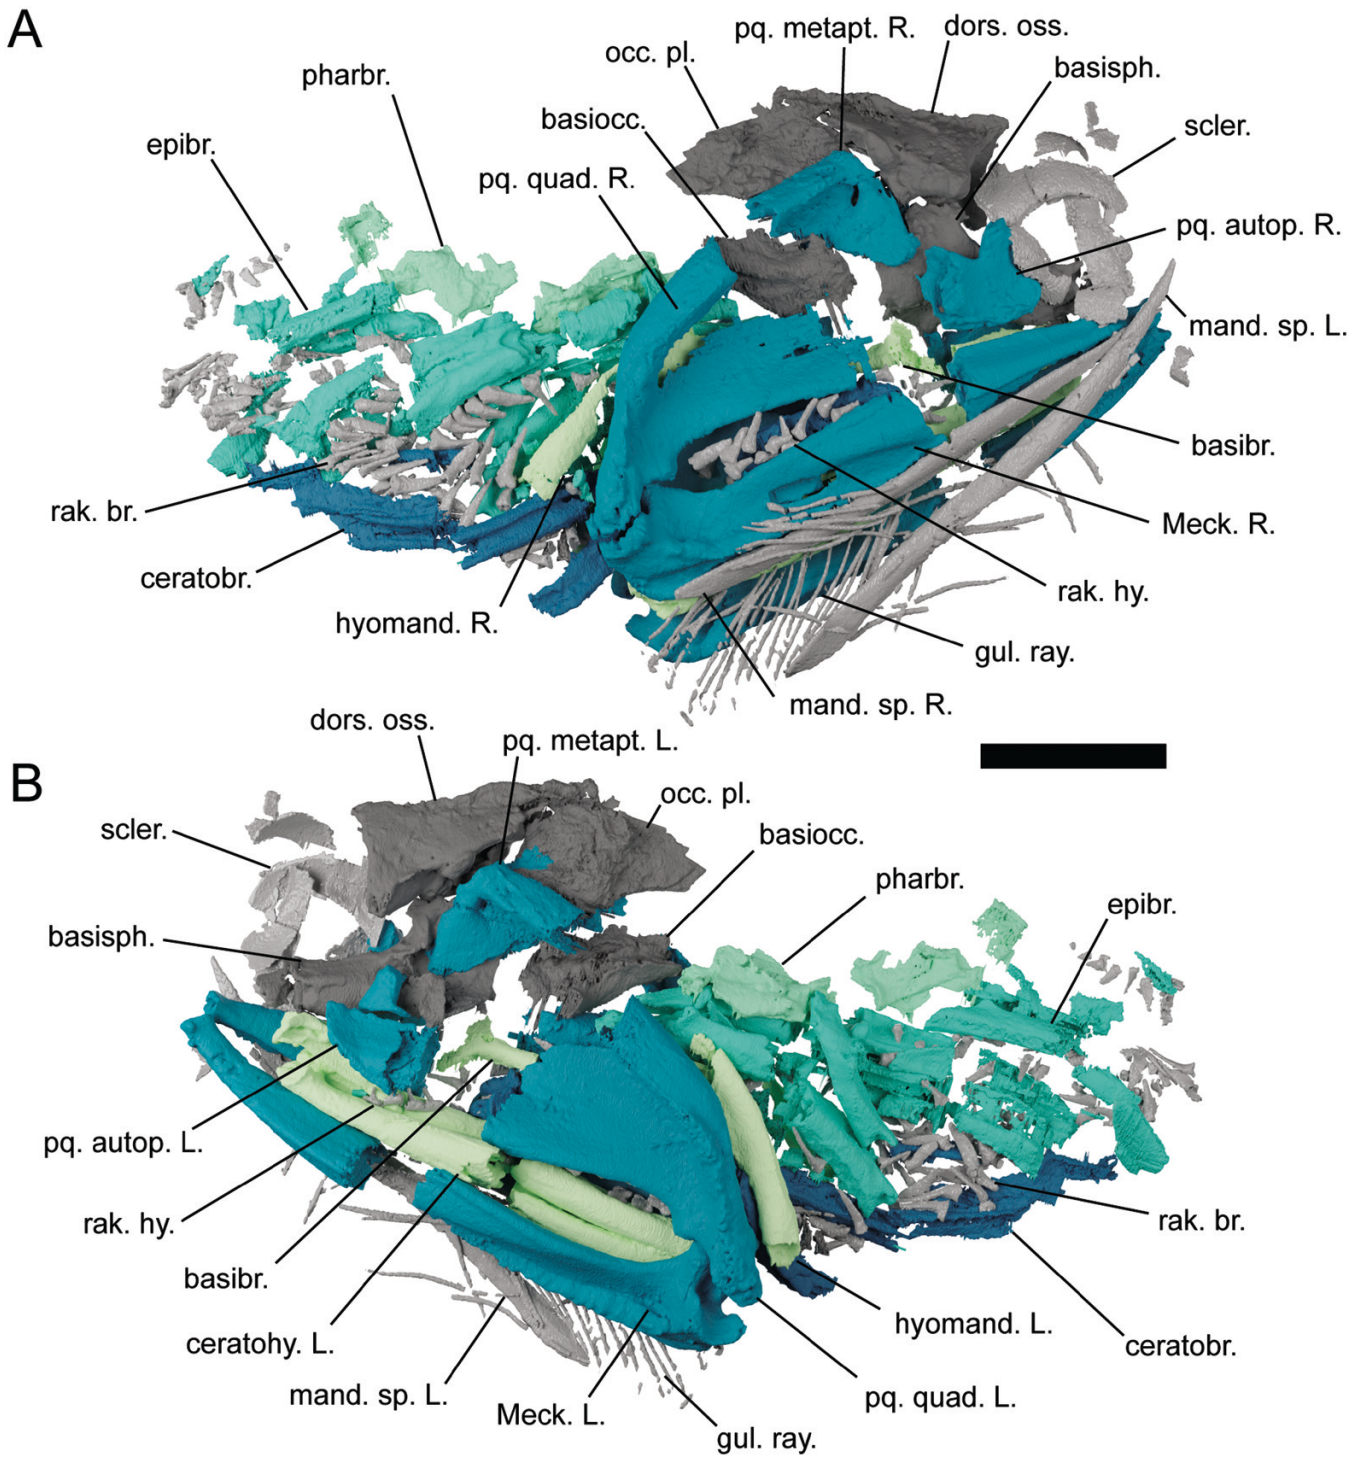 A
pq. metapt. R.
dors. oss.
occ. pl.
basisph.
pharbr.
basiocc.
scler.
epibr.
pq. quad. R.
pq. autop. R.
mand. sp. L.
basibr.
rak. br.
Meck. R.
ceratobr.
rak. hy.
hyomand. R.
gul. ray.
mand. sp. R.
B
dors. oss.
pq. metapt. L.
occ. pl.
scler.
basiocc.
pharbr.
epibr.
basisph.
pq. autop. L.
rak. hy.
rak. br.
basibr.
hyomand. L.
ceratohy. L.
ceratobr.
mand. sp. L.
pq. quad. L.
Meck. L.
gul. ray.